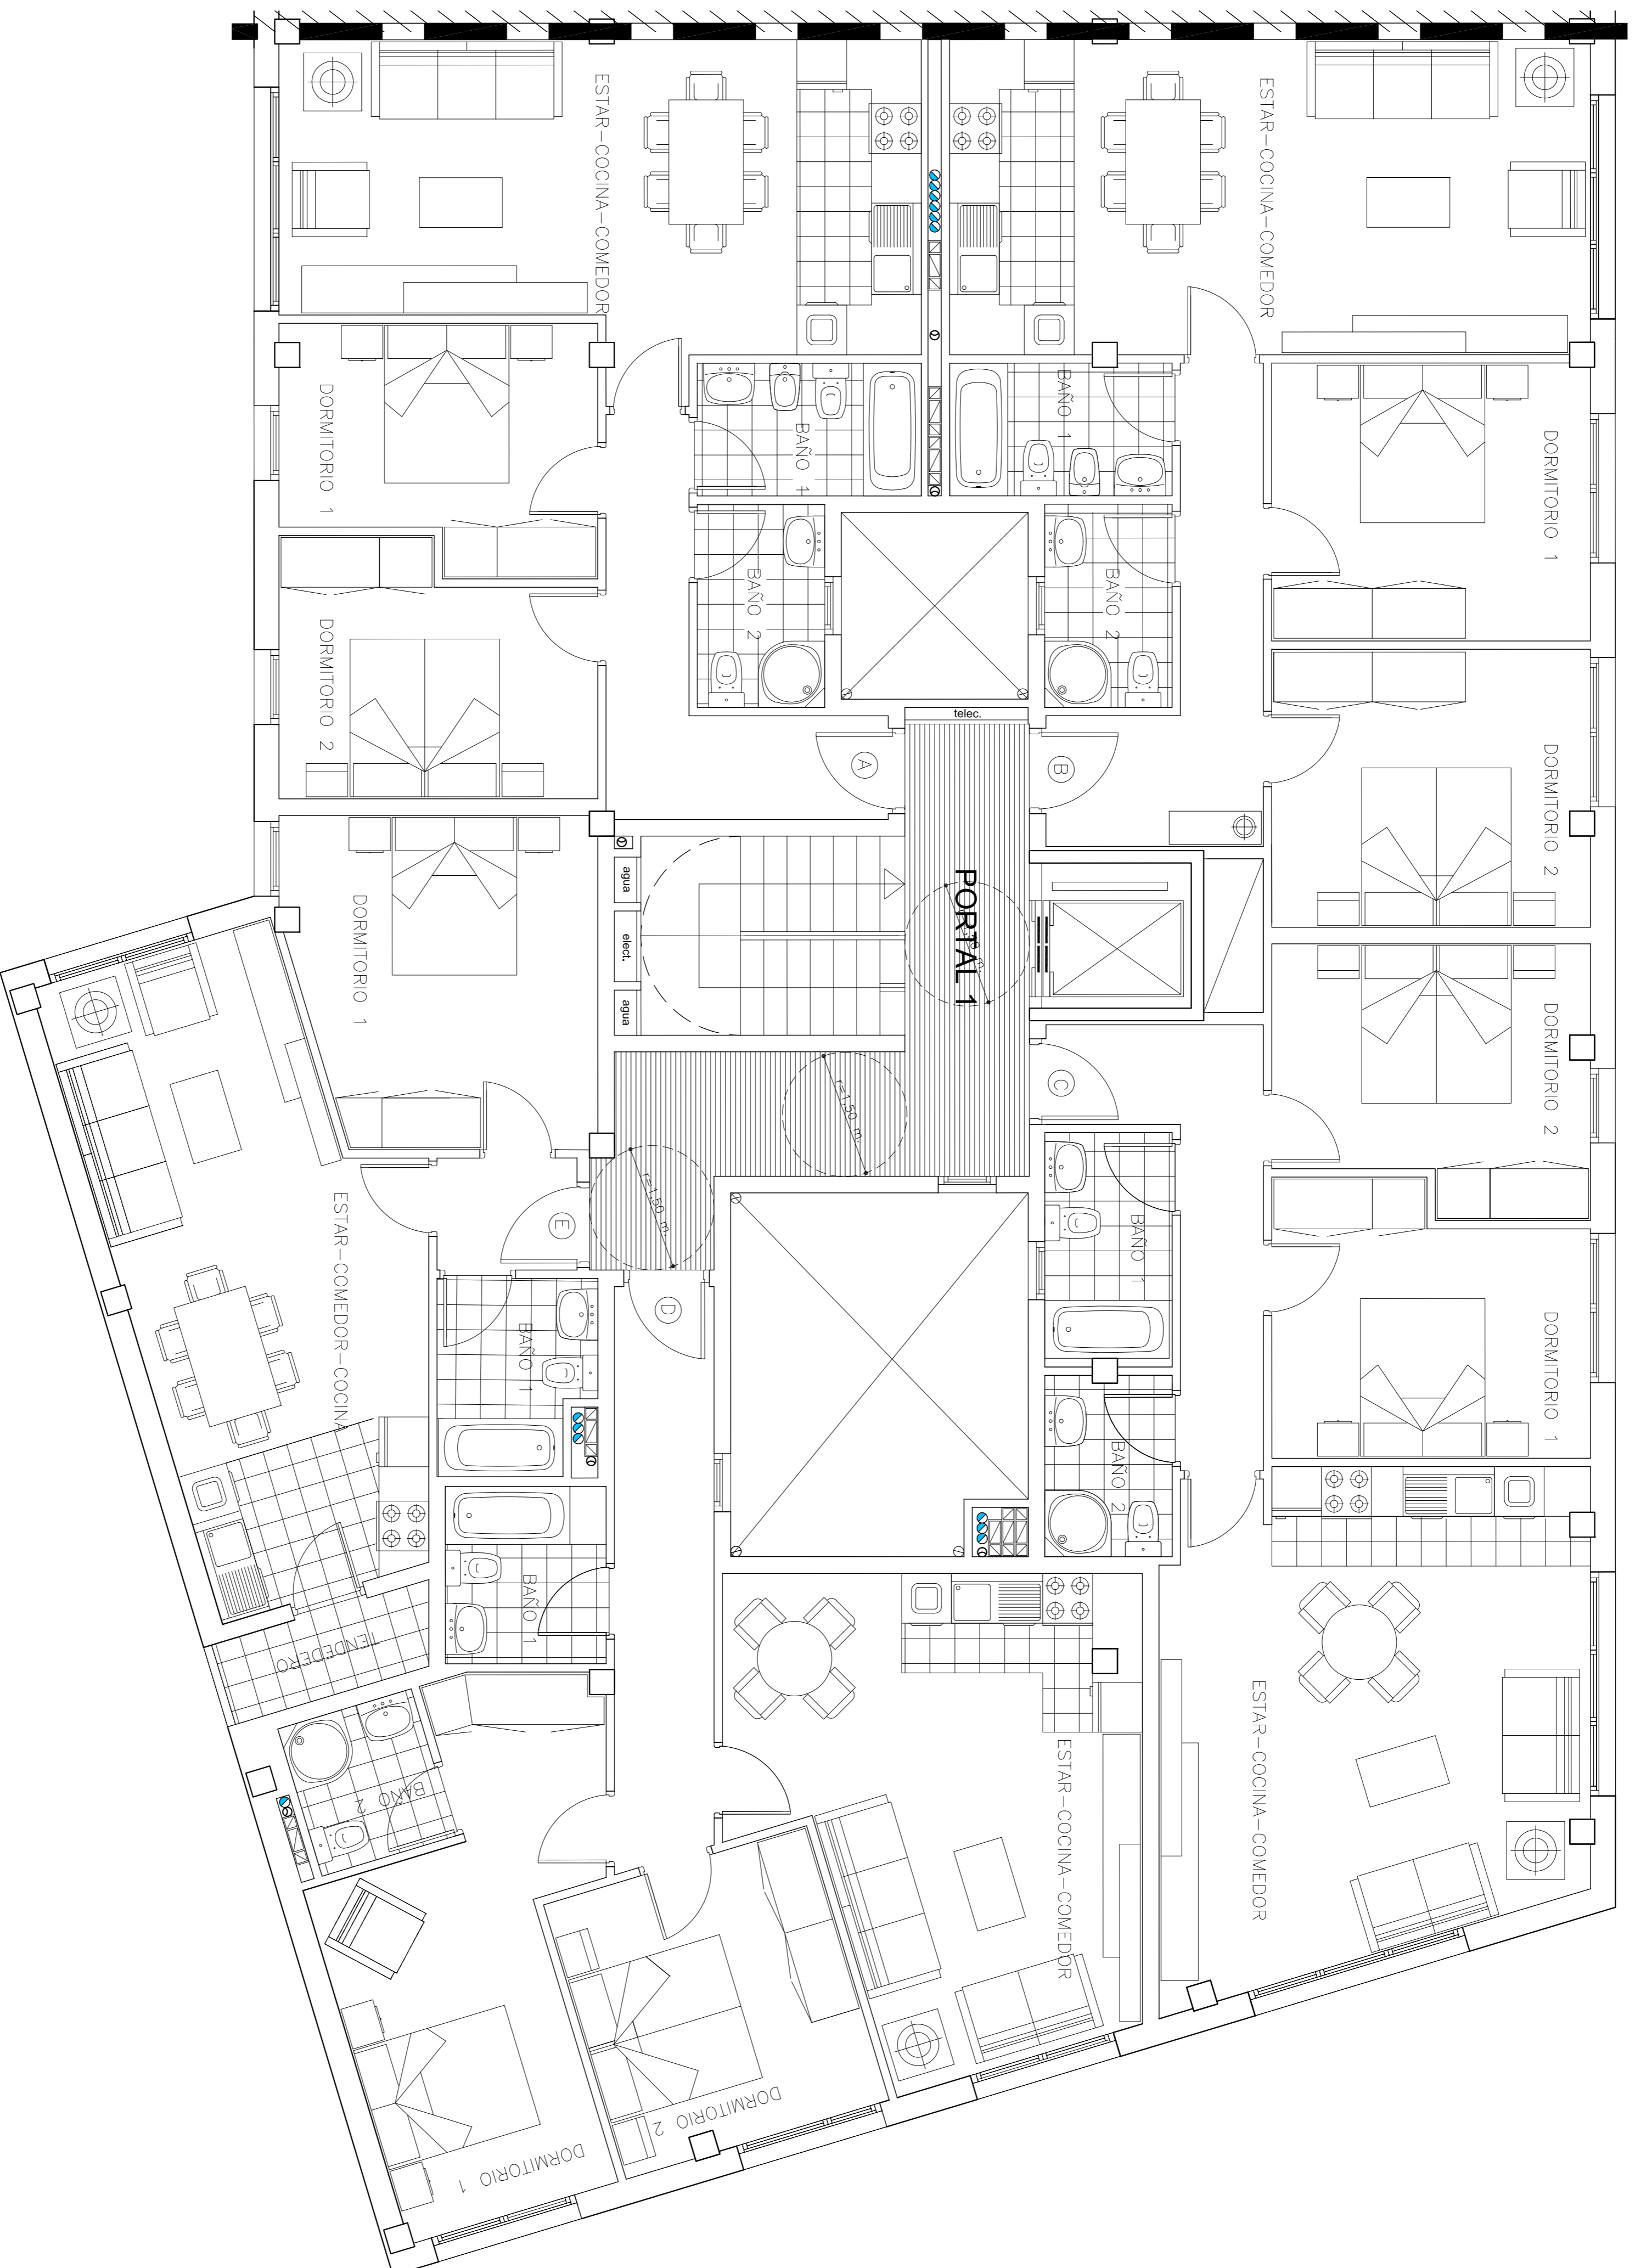 ESTAR-COCINA-COMEDOR
ESTAR-COCINA-COMEDOR
BAÑO 1
BAÑO 1
DORMITORIO 1
DORMITORIO 1
BAÑO 2
BAÑO 2
DORMITORIO 2
telec.
A
B
DORMITORIO 2
agua
elect.
agua
PORTAL 1
DORMITORIO 1
DORMITORIO 2
C
r=1,50 m.
r=1,50 m.
E
D
BAÑO 1
ESTAR-COMEDOR-COCINA
BAÑO 1
DORMITORIO 1
BAÑO 2
BAÑO 1
TENDEDERO
BAÑO 2
ESTAR-COCINA-COMEDOR
ESTAR-COCINA-COMEDOR
DORMITORIO 2
DORMITORIO 1